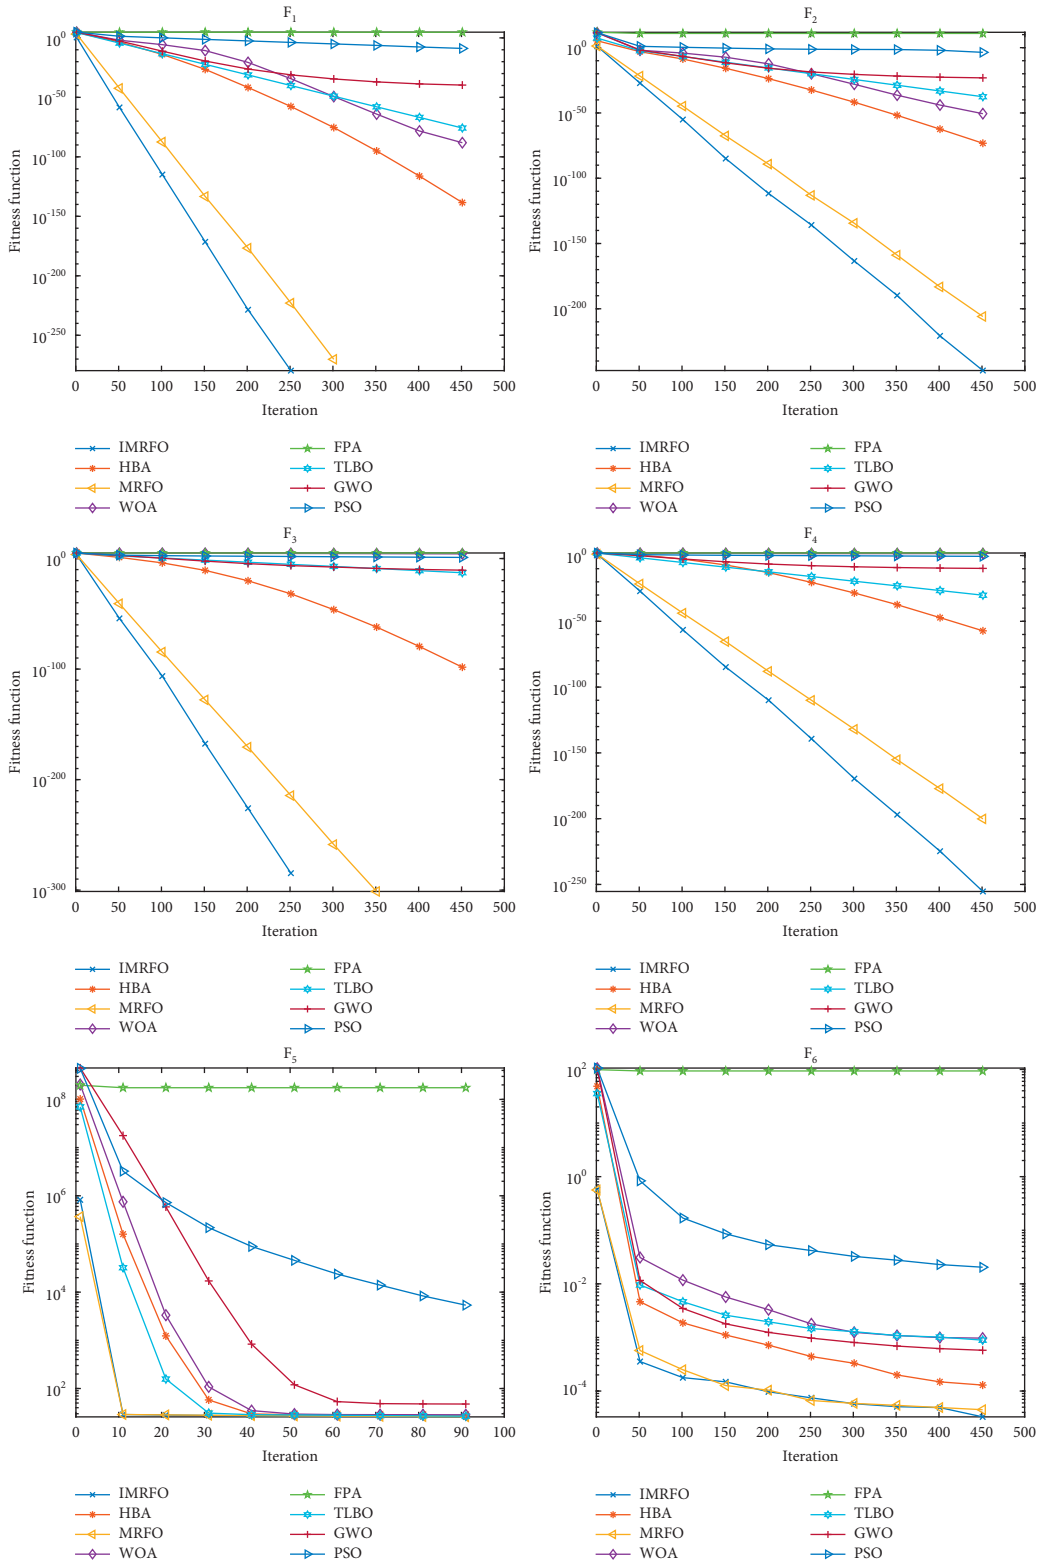 F1
Fitness function
10^0
10^-50
10^-100
10^-150
10^-200
10^-250
0 50 100 150 200 250 300 350 400 450 500
Iteration
IMRFO FPA
HBA TLBO
MRFO GWO
WOA PSO
F2
Fitness function
10^0
10^-50
10^-100
10^-150
10^-200
0 50 100 150 200 250 300 350 400 450 500
Iteration
IMRFO FPA
HBA TLBO
MRFO GWO
WOA PSO
F3
Fitness function
10^0
10^-100
10^-200
10^-300
0 50 100 150 200 250 300 350 400 450 500
Iteration
IMRFO FPA
HBA TLBO
MRFO GWO
WOA PSO
F4
Fitness function
10^0
10^-50
10^-100
10^-150
10^-200
10^-250
0 50 100 150 200 250 300 350 400 450 500
Iteration
IMRFO FPA
HBA TLBO
MRFO GWO
WOA PSO
F5
Fitness function
10^8
10^6
10^4
10^2
0 10 20 30 40 50 60 70 80 90 100
Iteration
IMRFO FPA
HBA TLBO
MRFO GWO
WOA PSO
F6
Fitness function
10^2
10^0
10^-2
10^-4
0 50 100 150 200 250 300 350 400 450 500
Iteration
IMRFO FPA
HBA TLBO
MRFO GWO
WOA PSO